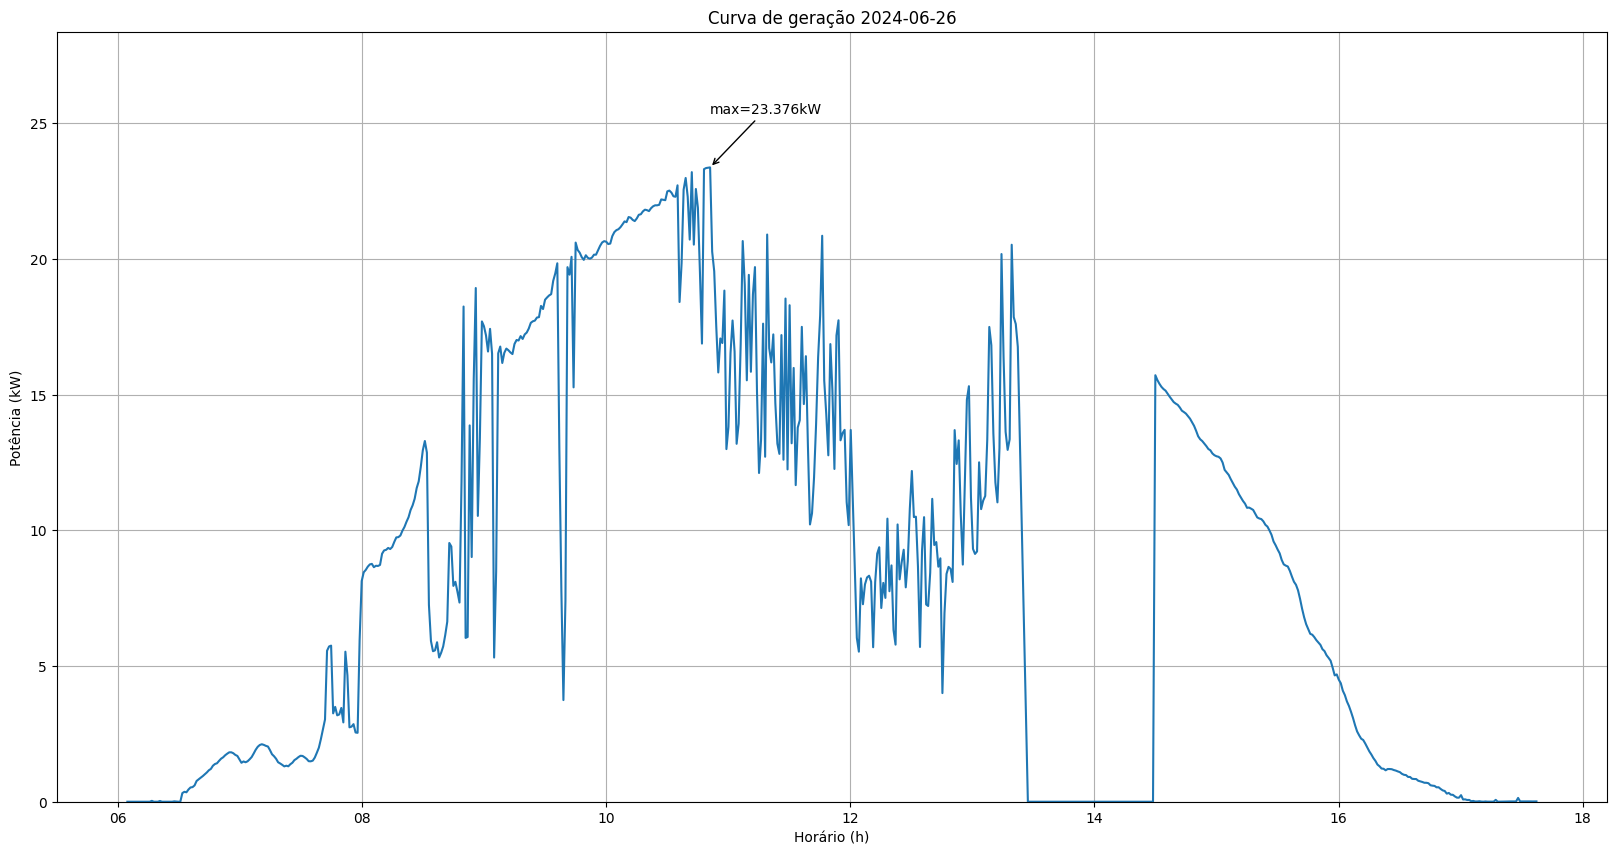 Curva de geração 2024-06-26
max=23.376kW
25
20
15
10
5
0
Potência (kW)
06 08 10 12 14 16 18
Horário (h)